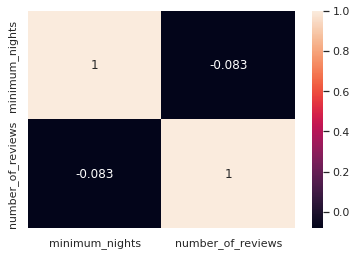 minimum_nights
number_of_reviews
1
-0.083
-0.083
1
minimum_nights
number_of_reviews
1.0
0.8
0.6
0.4
0.2
0.0